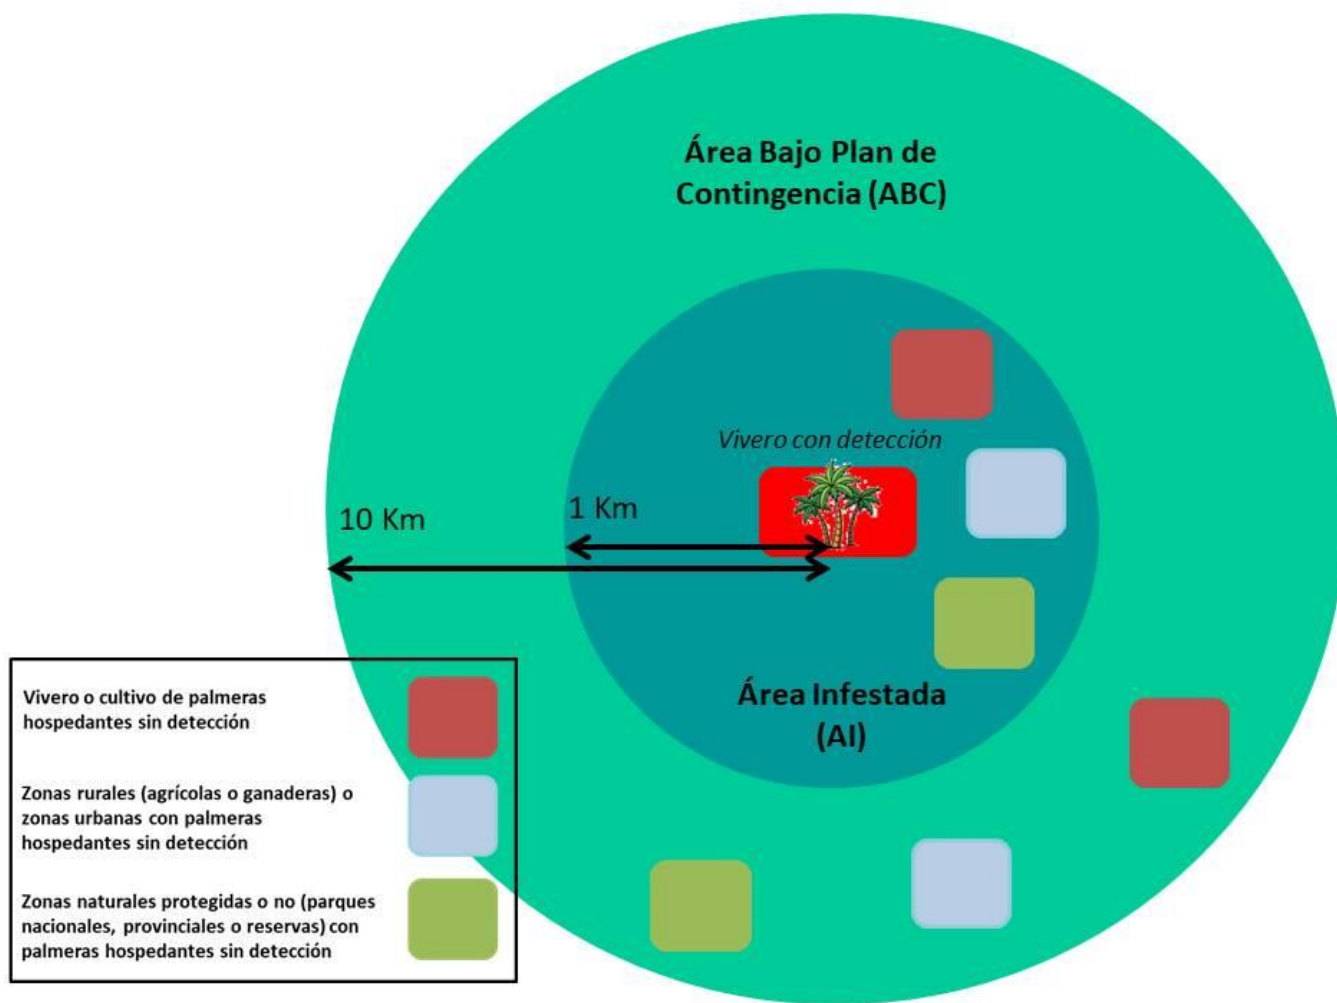 Área Bajo Plan de
Contingencia (ABC)
Vivero con detección
1 Km
10 Km
Área Infestada
(AI)
Vivero o cultivo de palmeras
hospedantes sin detección
Zonas rurales (agrícolas o ganaderas) o
zonas urbanas con palmeras
hospedantes sin detección
Zonas naturales protegidas o no (parques
nacionales, provinciales o reservas) con
palmeras hospedantes sin detección